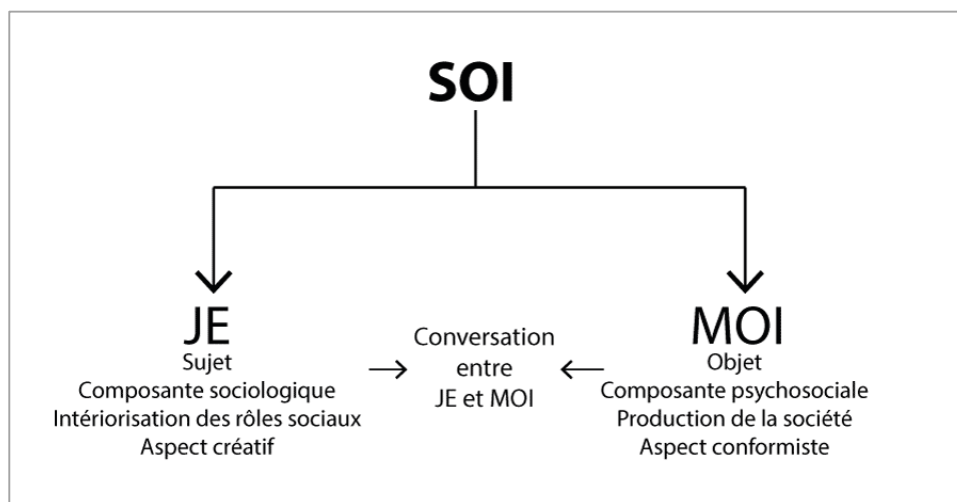 SOI
JE
Sujet
Composante sociologique
Intériorisation des rôles sociaux
Aspect créatif
Conversation
entre
JE et MOI
MOI
Objet
Composante psychosociale
Production de la société
Aspect conformiste